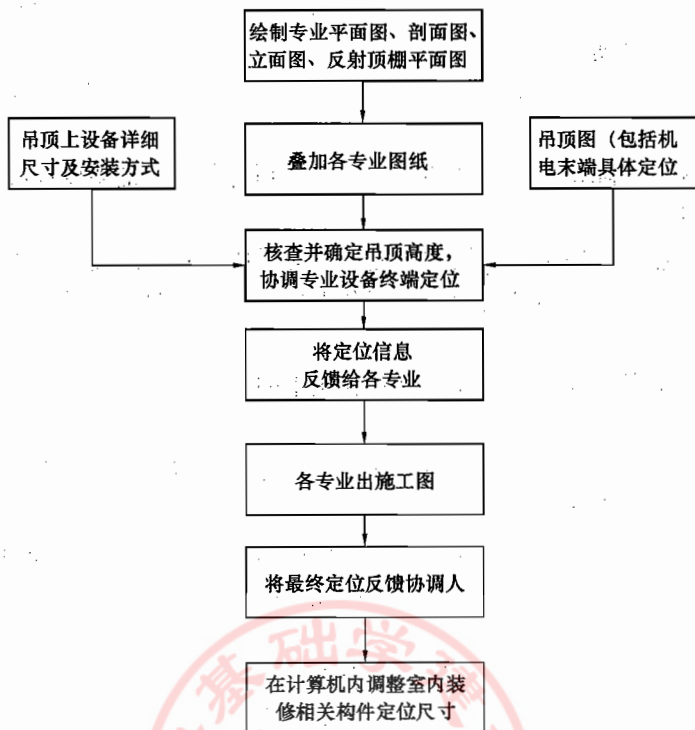 绘制专业平面图、剖面图、
立面图、反射顶棚平面图
吊顶上设备详细
尺寸及安装方式
叠加各专业图纸
吊顶图（包括机
电末端具体定位
核查并确定吊顶高度，
协调专业设备终端定位
将定位信息
反馈给各专业
各专业出施工图
将最终定位反馈协调人
在计算机内调整室内装
修相关构件定位尺寸
基础学